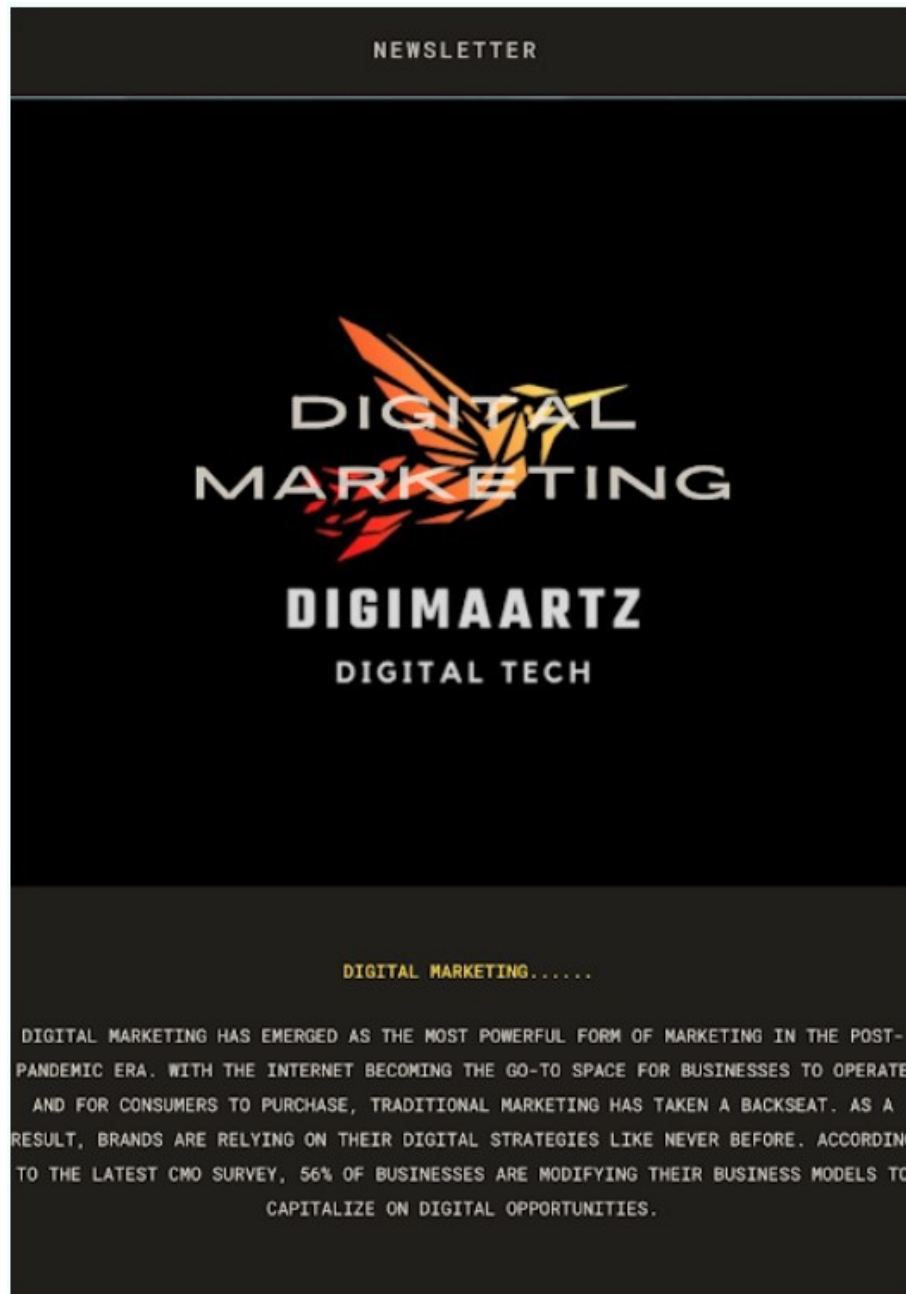 NEWSLETTER
DIGITAL
MARKETING
DIGIMAARTZ
DIGITAL TECH
DIGITAL MARKETING......
DIGITAL MARKETING HAS EMERGED AS THE MOST POWERFUL FORM OF MARKETING IN THE POST-
PANDEMIC ERA. WITH THE INTERNET BECOMING THE GO-TO SPACE FOR BUSINESSES TO OPERATE
AND FOR CONSUMERS TO PURCHASE, TRADITIONAL MARKETING HAS TAKEN A BACKSEAT. AS A
RESULT, BRANDS ARE RELYING ON THEIR DIGITAL STRATEGIES LIKE NEVER BEFORE. ACCORDING
TO THE LATEST CMO SURVEY, 56% OF BUSINESSES ARE MODIFYING THEIR BUSINESS MODELS TO
CAPITALIZE ON DIGITAL OPPORTUNITIES.